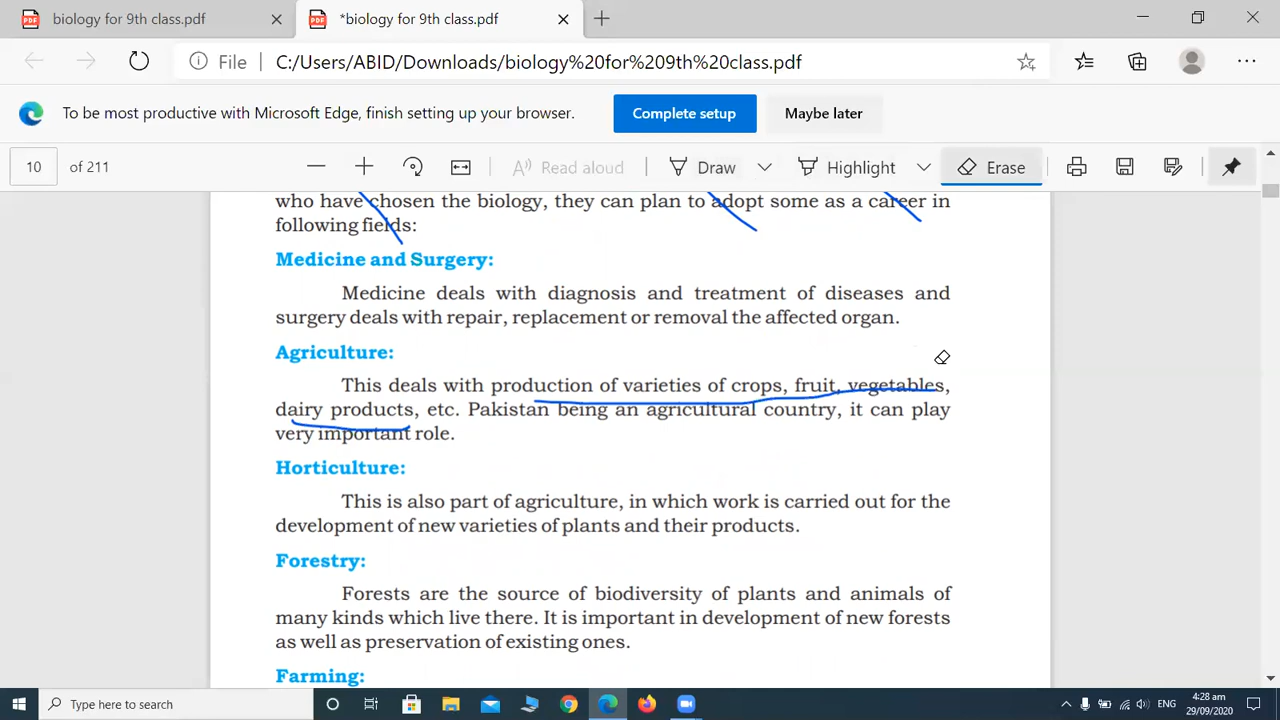 biology for 9th class.pdf
*biology for 9th class.pdf
File
C:/Users/ABID/Downloads/biology%20for%209th%20class.pdf
To be most productive with Microsoft Edge, finish setting up your browser.
Complete setup
Maybe later
10 of 211
Read aloud
Draw
Highlight
Erase
who have chosen the biology, they can plan to adopt some as a career in
following fields:
Medicine and Surgery:
Medicine deals with diagnosis and treatment of diseases and
surgery deals with repair, replacement or removal the affected organ.
Agriculture:
This deals with production of varieties of crops, fruit, vegetables,
dairy products, etc. Pakistan being an agricultural country, it can play
very important role.
Horticulture:
This is also part of agriculture, in which work is carried out for the
development of new varieties of plants and their products.
Forestry:
Forests are the source of biodiversity of plants and animals of
many kinds which live there. It is important in development of new forests
as well as preservation of existing ones.
Farming:
Type here to search
ENG
4:28 am
29/09/2020